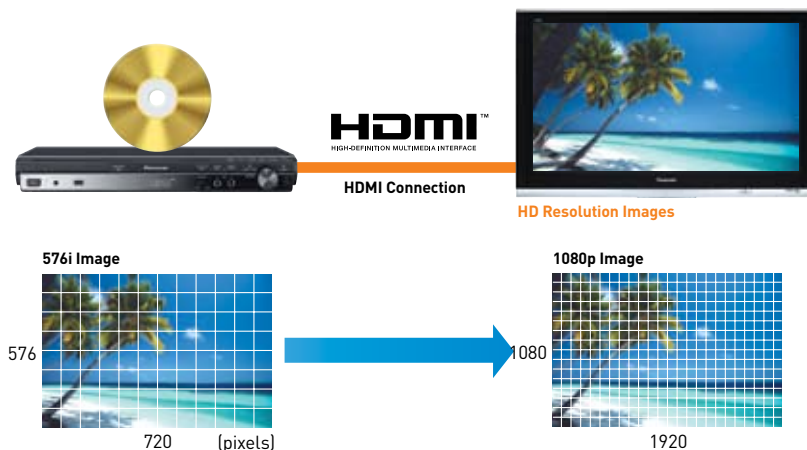 HDMI™
HIGH-DEFINITION MULTIMEDIA INTERFACE
HDMI Connection
Panasonic
HD Resolution Images
576i Image
1080p Image
576
1080
720 (pixels)
1920